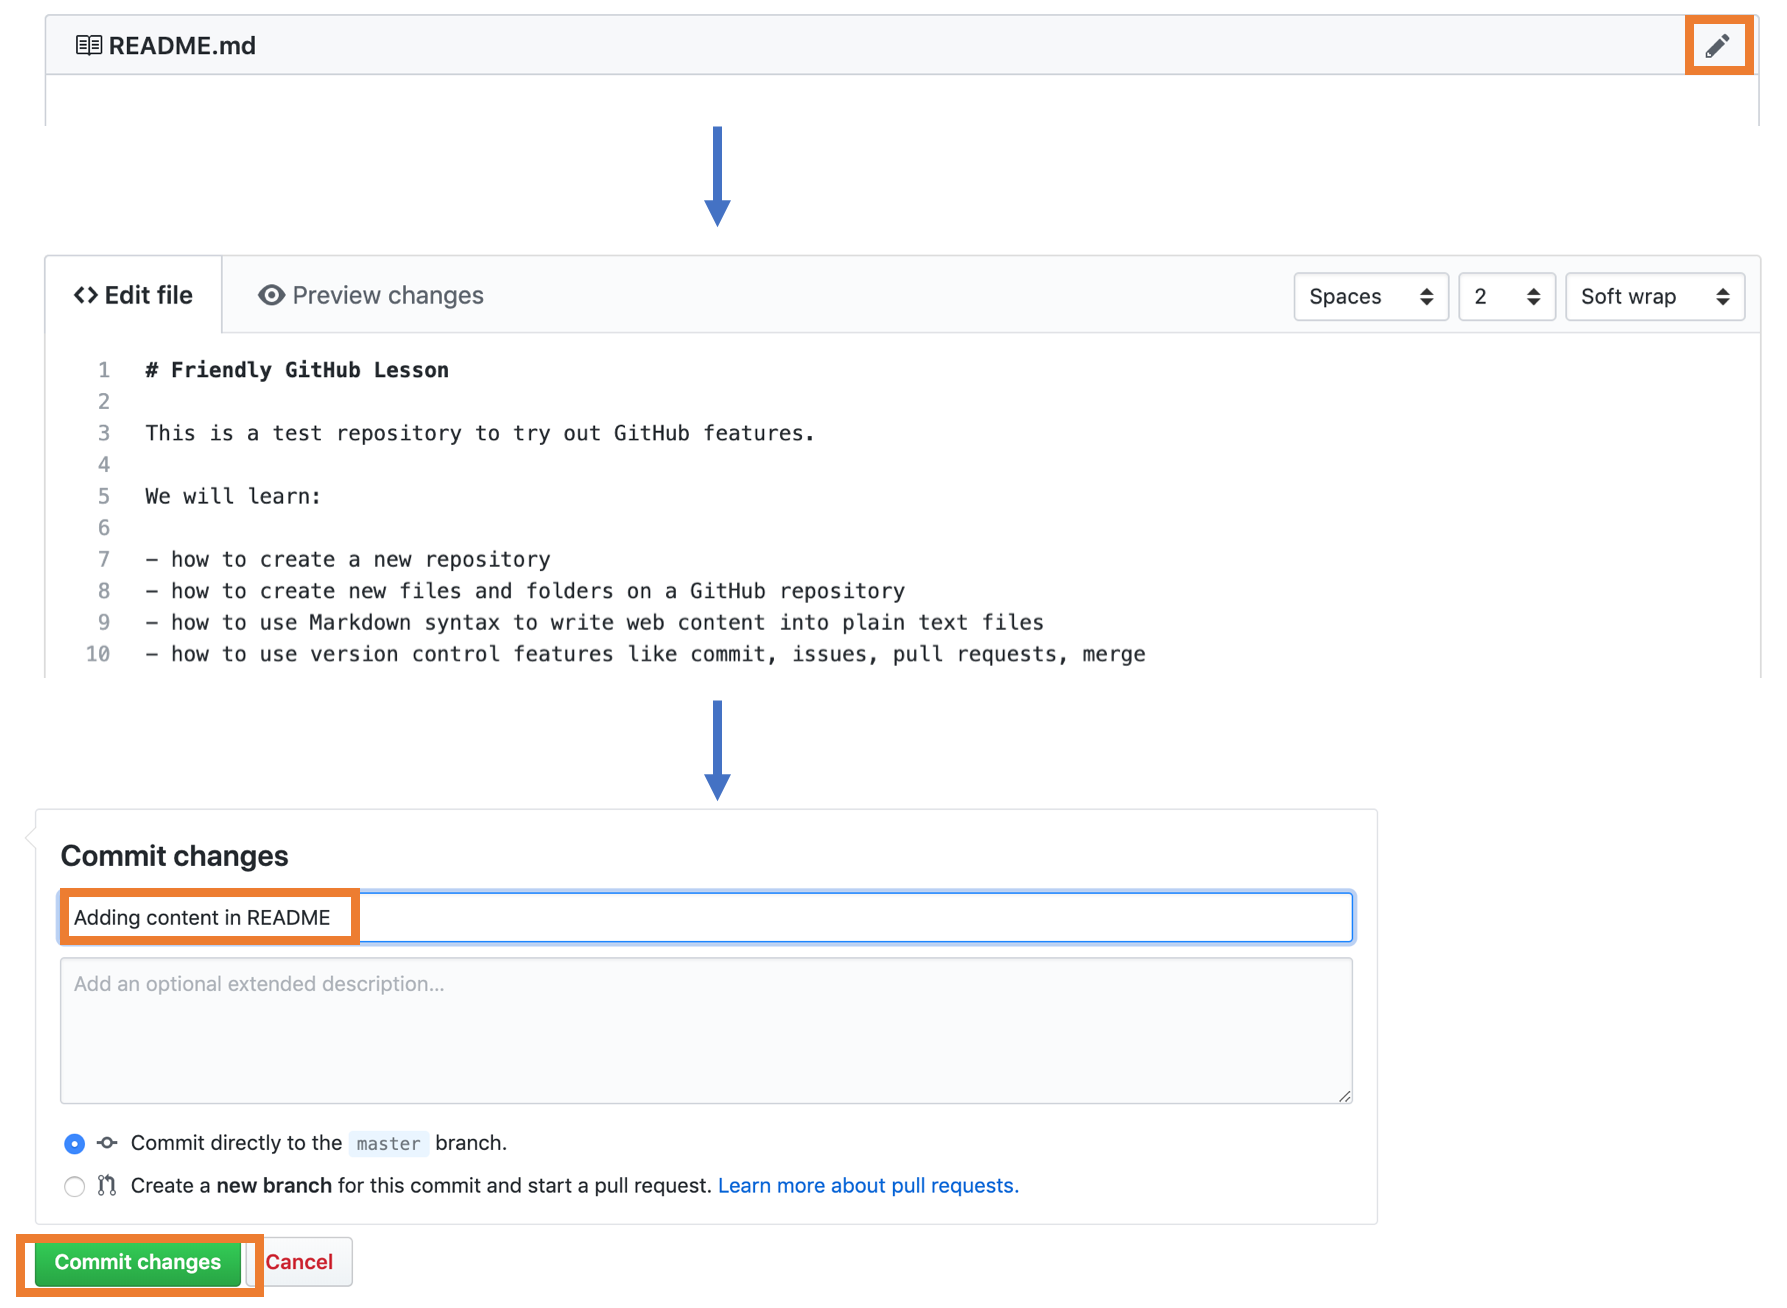 README.md
Edit file
Preview changes
Spaces
2
Soft wrap
1 # Friendly GitHub Lesson
2
3 This is a test repository to try out GitHub features.
4
5 We will learn:
6
7 - how to create a new repository
8 - how to create new files and folders on a GitHub repository
9 - how to use Markdown syntax to write web content into plain text files
10 - how to use version control features like commit, issues, pull requests, merge
Commit changes
Adding content in README
Add an optional extended description...
Commit directly to the master branch.
Create a new branch for this commit and start a pull request. Learn more about pull requests.
Commit changes
Cancel